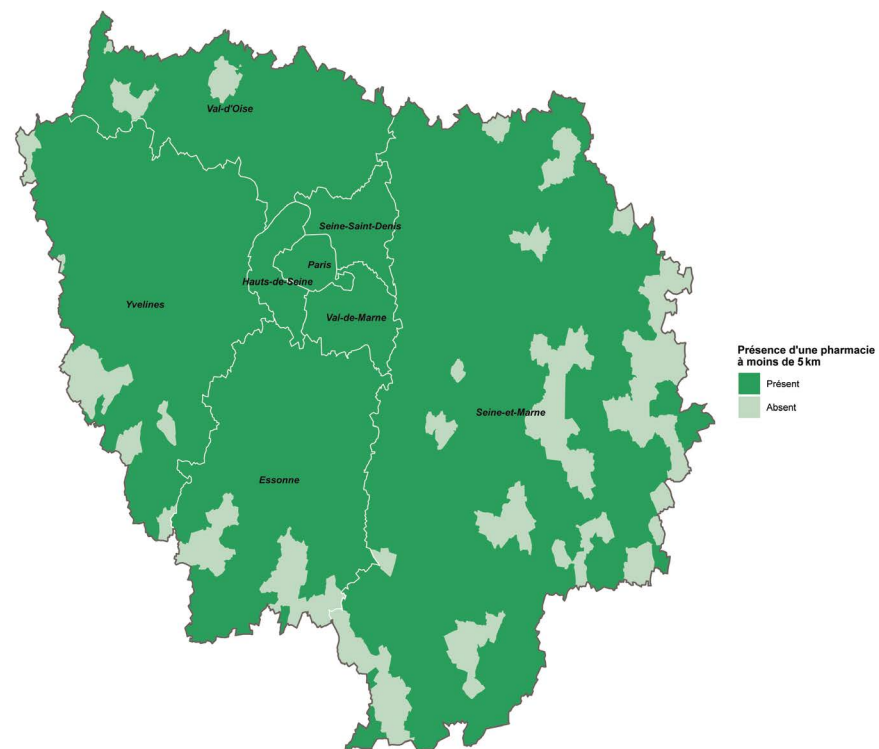 Val-d'Oise
Seine-Saint-Denis
Paris
Hauts-de-Seine
Yvelines
Val-de-Marne
Seine-et-Marne
Essonne
Présence d'une pharmacie
à moins de 5 km
Présent
Absent